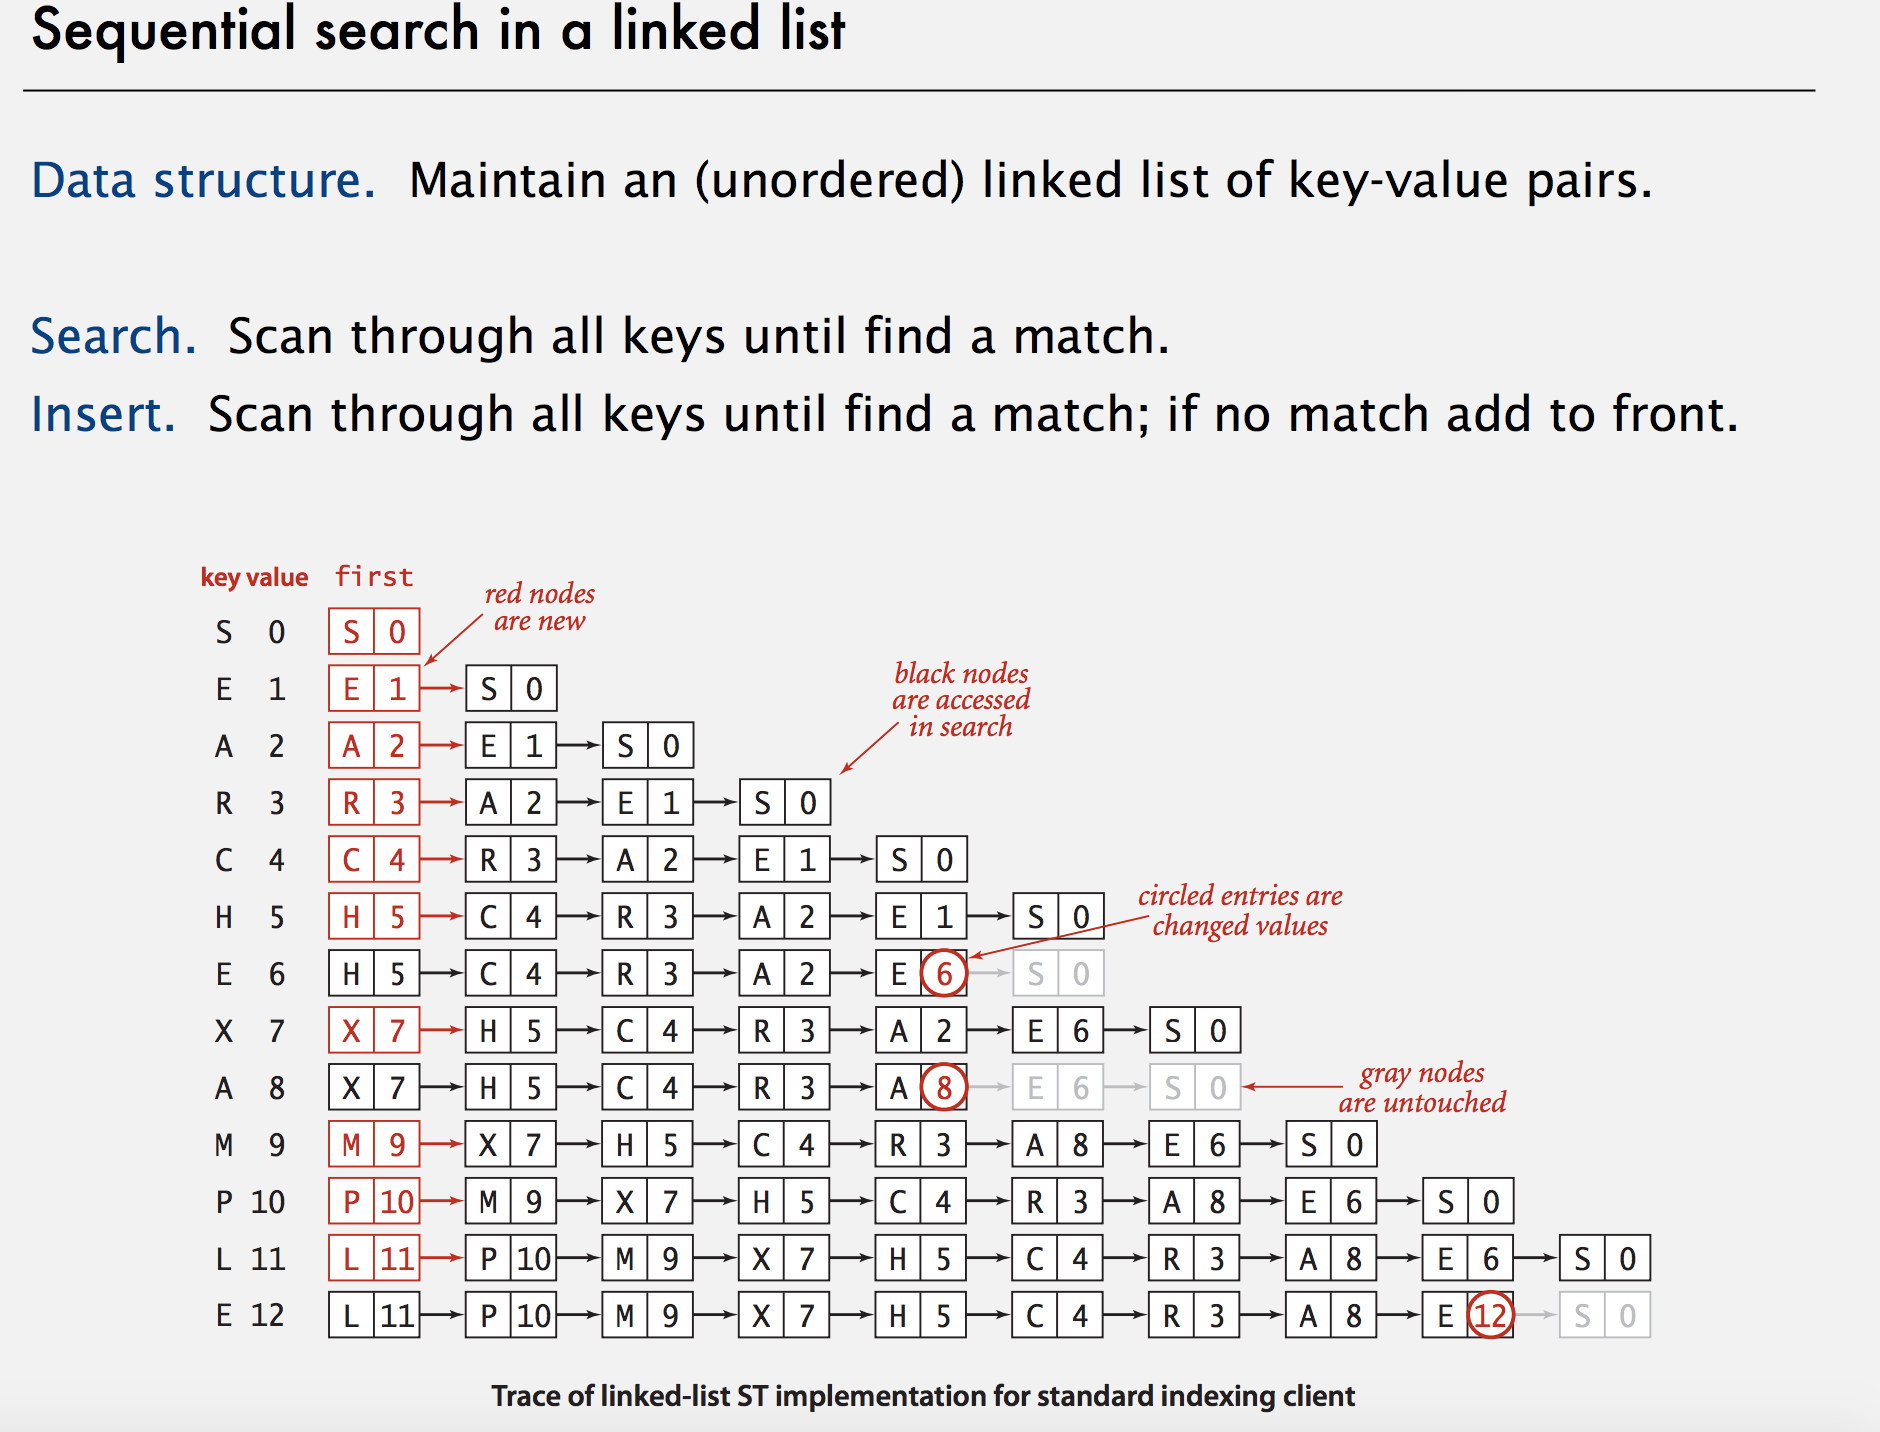 Sequential search in a linked list
Data structure. Maintain an (unordered) linked list of key-value pairs.
Search. Scan through all keys until find a match.
Insert. Scan through all keys until find a match; if no match add to front.
key value first
red nodes
are new
S 0 S 0
E 1 E 1 S 0
black nodes
are accessed
in search
A 2 A 2 E 1 S 0
R 3 R 3 A 2 E 1 S 0
C 4 C 4 R 3 A 2 E 1 S 0
circled entries are
changed values
H 5 H 5 C 4 R 3 A 2 E 1 S 0
E 6 H 5 C 4 R 3 A 2 E 6 S 0
X 7 X 7 H 5 C 4 R 3 A 2 E 6 S 0
A 8 X 7 H 5 C 4 R 3 A 8 E 6 S 0
gray nodes
are untouched
M 9 M 9 X 7 H 5 C 4 R 3 A 8 E 6 S 0
P 10 P 10 M 9 X 7 H 5 C 4 R 3 A 8 E 6 S 0
L 11 L 11 P 10 M 9 X 7 H 5 C 4 R 3 A 8 E 6 S 0
E 12 L 11 P 10 M 9 X 7 H 5 C 4 R 3 A 8 E 12 S 0
Trace of linked-list ST implementation for standard indexing client